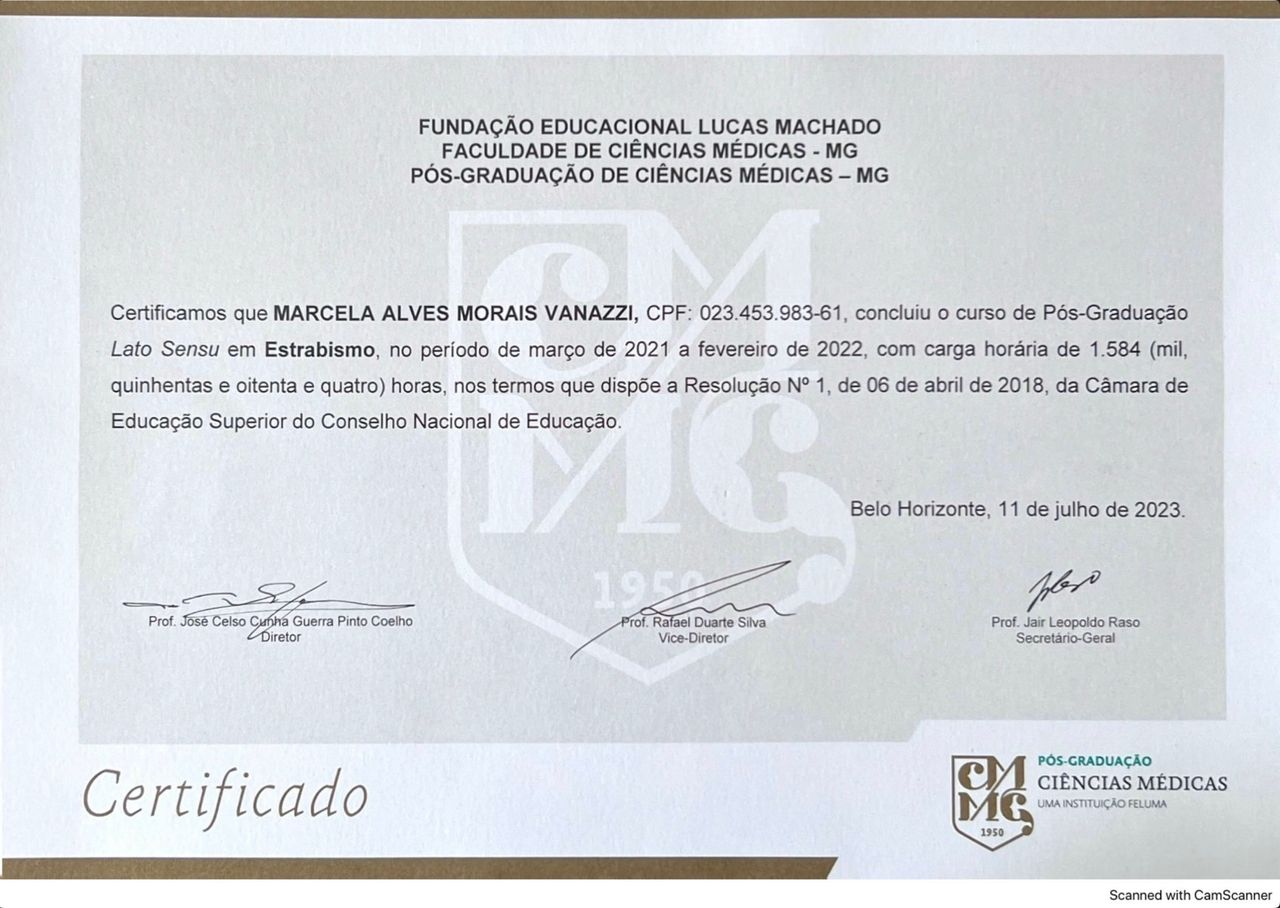 FUNDAÇÃO EDUCACIONAL LUCAS MACHADO
FACULDADE DE CIÊNCIAS MÉDICAS - MG
PÓS-GRADUAÇÃO DE CIÊNCIAS MÉDICAS – MG
CMMG
Certificamos que MARCELA ALVES MORAIS VANAZZI, CPF: 023.453.983-61, concluiu o curso de Pós-Graduação
Lato Sensu em Estrabismo, no período de março de 2021 a fevereiro de 2022, com carga horária de 1.584 (mil,
quinhentas e oitenta e quatro) horas, nos termos que dispõe a Resolução Nº 1, de 06 de abril de 2018, da Câmara de
Educação Superior do Conselho Nacional de Educação.
Belo Horizonte, 11 de julho de 2023.
1950
Prof. José Celso Cunha Guerra Pinto Coelho
Diretor
Prof. Rafael Duarte Silva
Vice-Diretor
Prof. Jair Leopoldo Raso
Secretário-Geral
Certificado
CMMG
1950
PÓS-GRADUAÇÃO
CIÊNCIAS MÉDICAS
UMA INSTITUIÇÃO FELUMA
Scanned with CamScanner